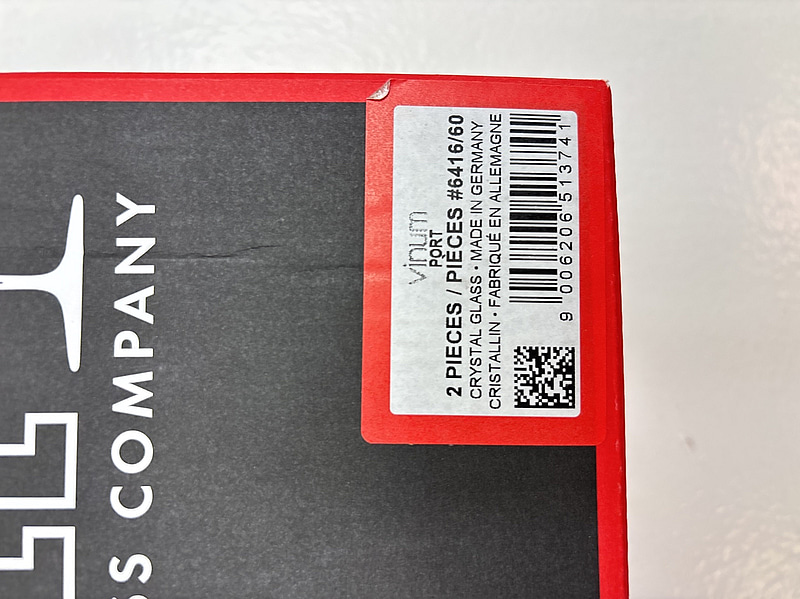 vinum
PORT
2 PIECES / PIÈCES #6416/60
CRYSTAL GLASS • MADE IN GERMANY
CRISTALLIN • FABRIQUÉ EN ALLEMAGNE
9 006206 513741
SS COMPANY